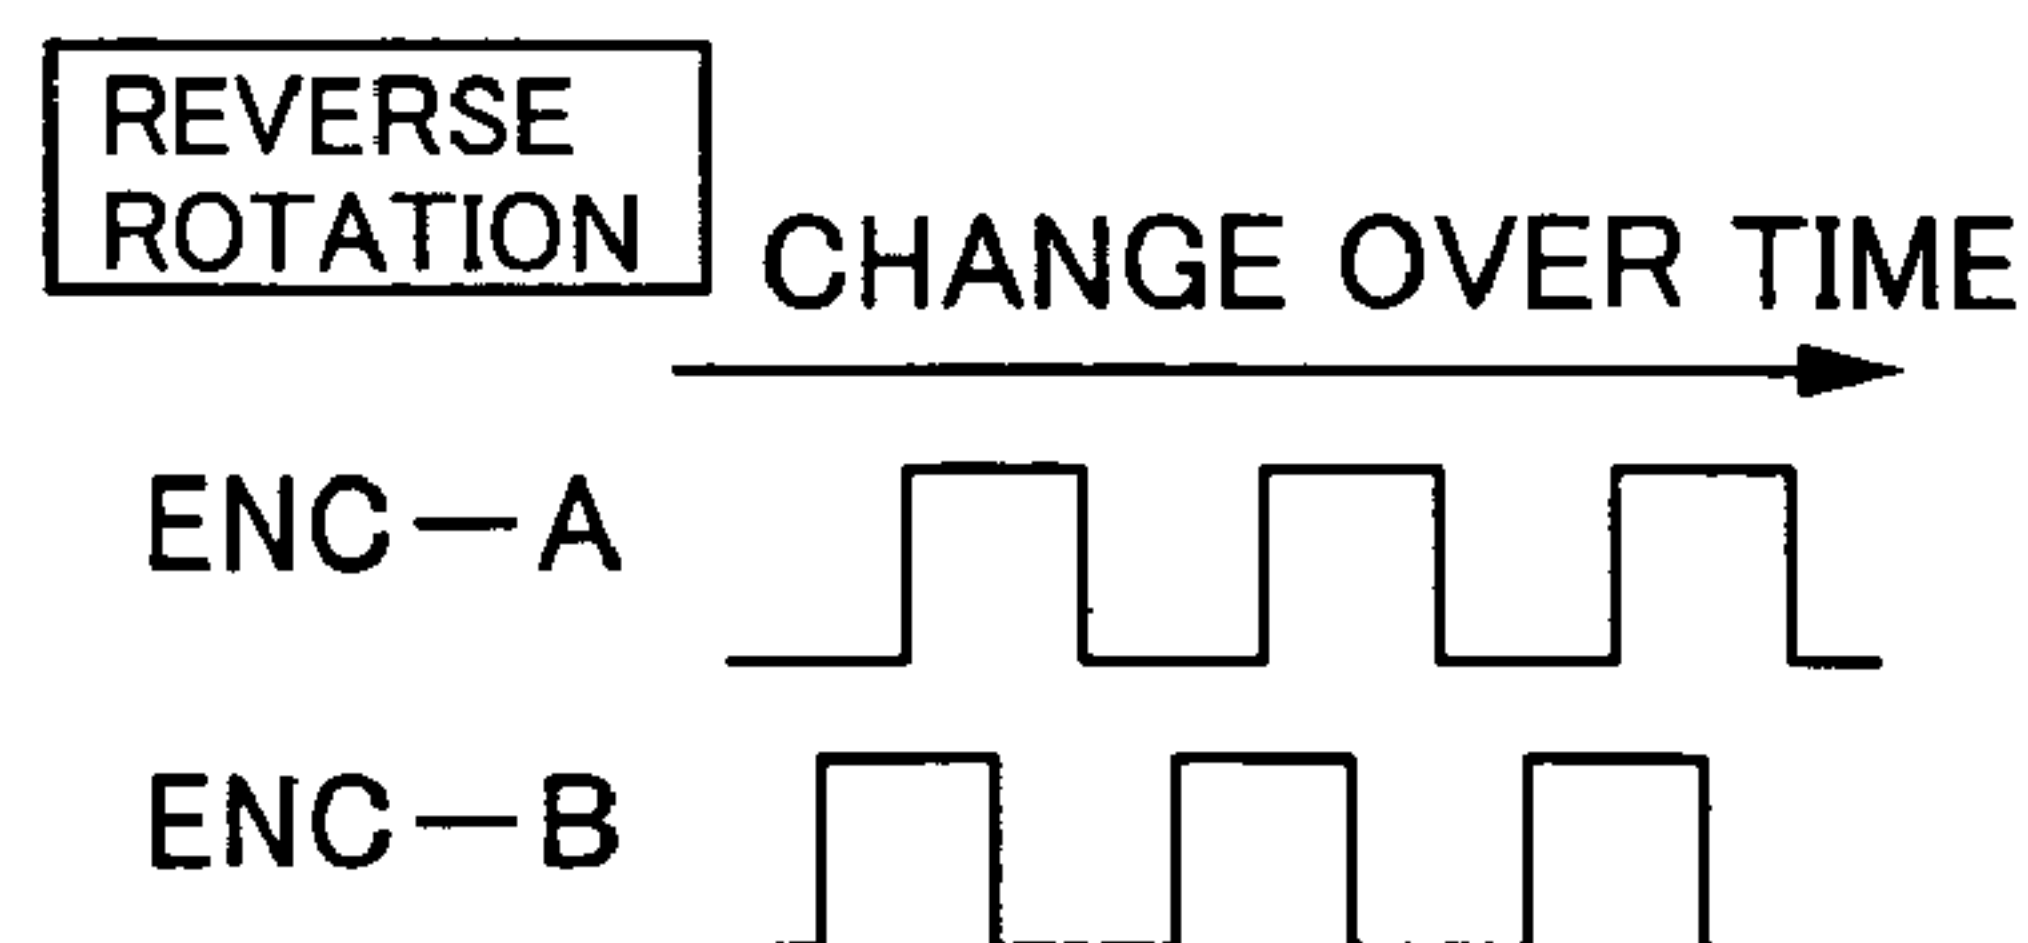 REVERSE
ROTATION
CHANGE OVER TIME
ENC-A
ENC-B